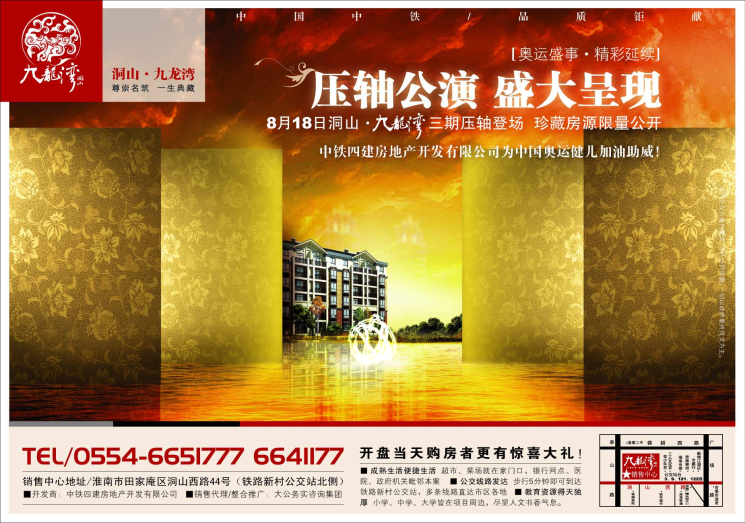 中国中铁/品质钜献
九龍灣
洞山
洞山·九龙湾
尊崇名筑 一生典藏
[奥运盛事·精彩延续]
压轴公演 盛大呈现
8月18日洞山·九龍灣三期压轴登场 珍藏房源限量公开
中铁四建房地产开发有限公司为中国奥运健儿加油助威!
TEL/0554-6651777 6641177
销售中心地址/淮南市田家庵区洞山西路44号(铁路新村公交站北侧)
■开发商:中铁四建房地产开发有限公司 ■销售代理/整合推广:大公务实咨询集团
开盘当天购房者更有惊喜大礼!
■成熟生活便捷生活 超市、菜场就在家门口,银行网点、医
院、政府机关毗邻本案 ■公交线路发达 步行5分钟即可到达
铁路新村公交站,多条线路直达市区各地 ■教育资源得天独
厚 小学、中学、大学皆在项目周边,尽望人文书香气息。
九龍灣
★销售中心